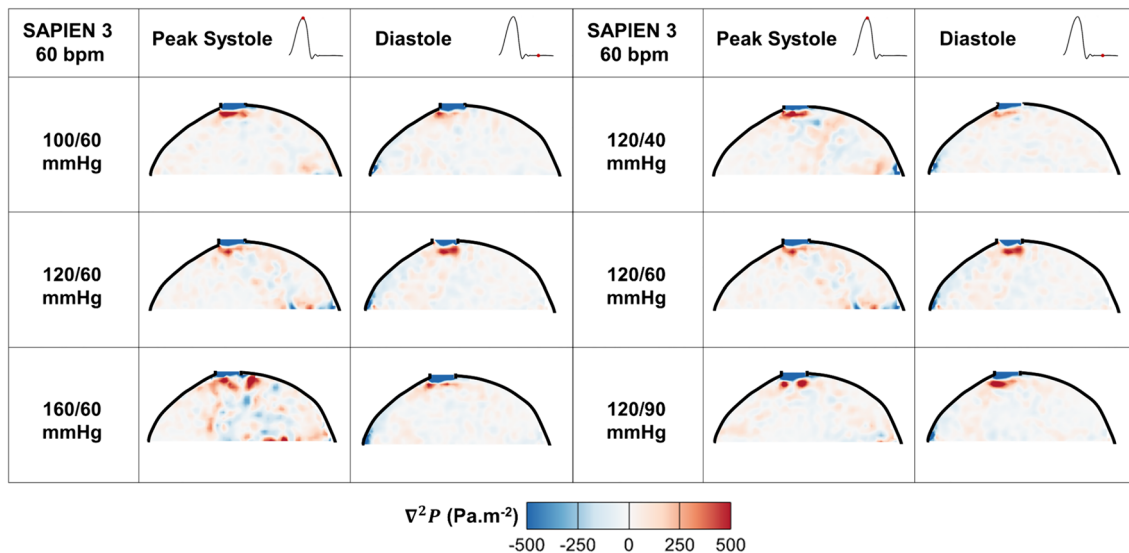 SAPIEN 3
60 bpm
Peak Systole
Diastole
SAPIEN 3
60 bpm
Peak Systole
Diastole
100/60
mmHg
120/40
mmHg
120/60
mmHg
120/60
mmHg
160/60
mmHg
120/90
mmHg
∇²P (Pa.m⁻²)
-500 -250 0 250 500